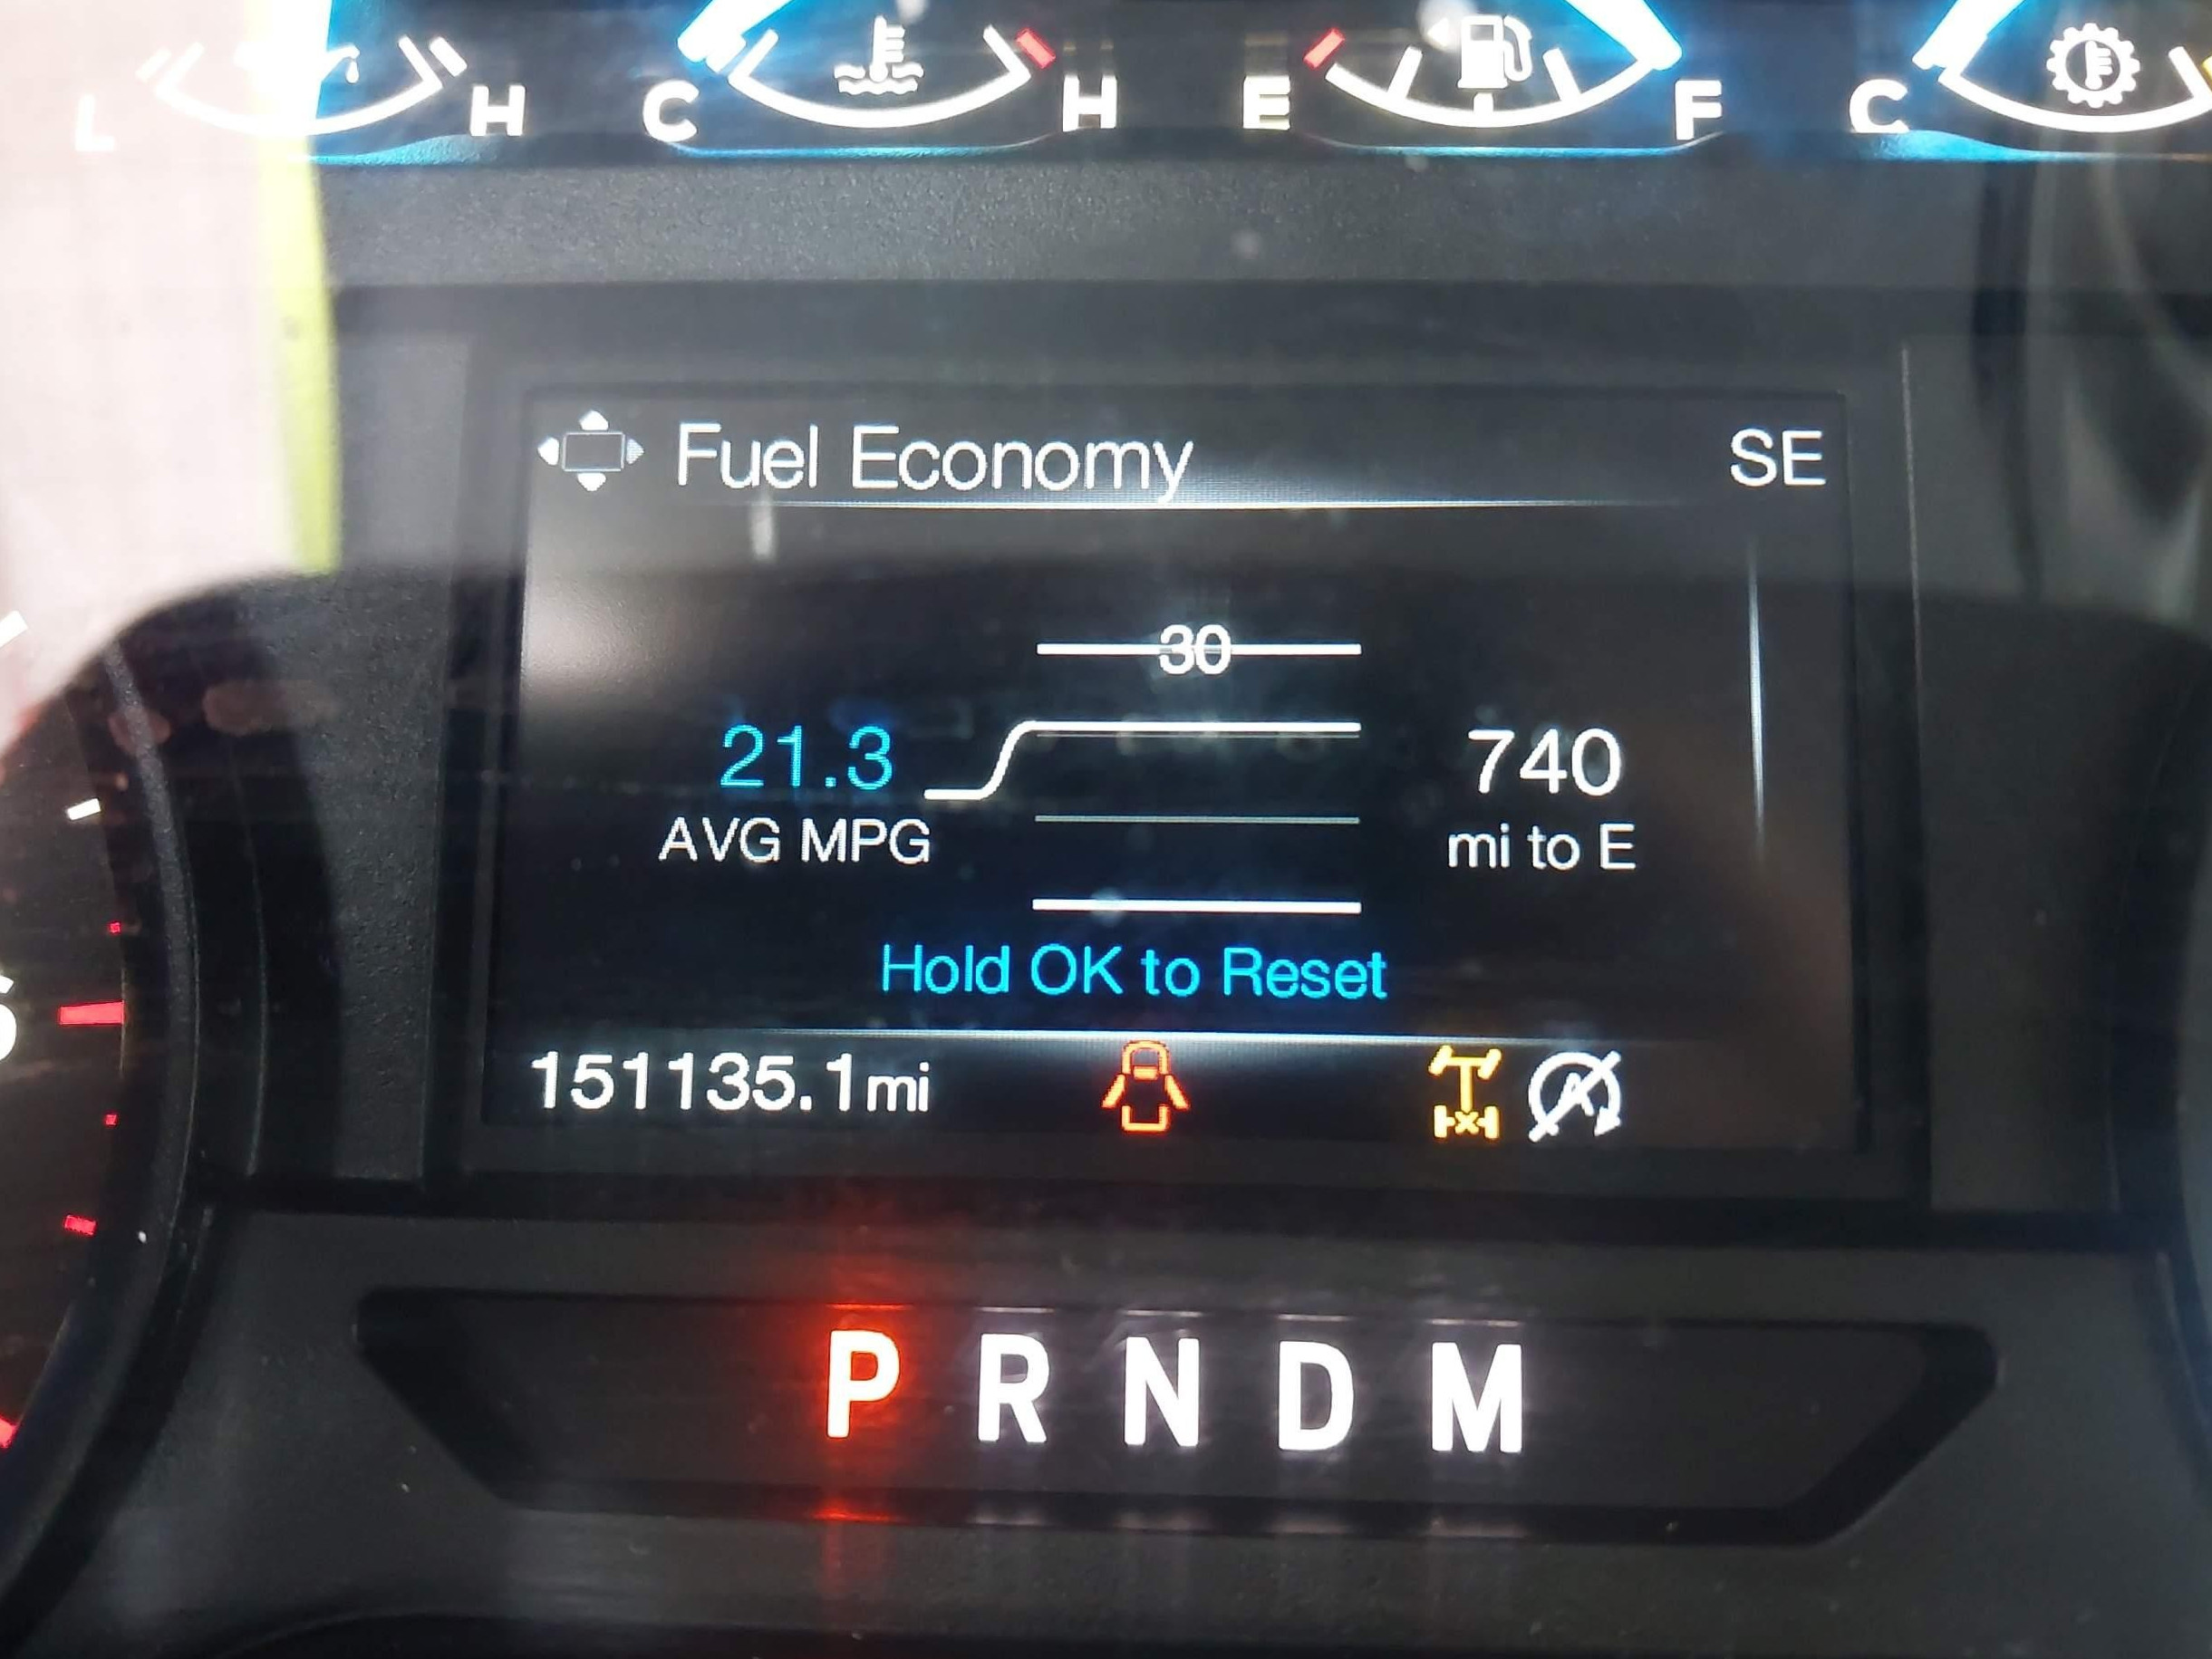 L H C H E F C
Fuel Economy SE
30
21.3 740
AVG MPG mi to E
Hold OK to Reset
151135.1mi
P R N D M